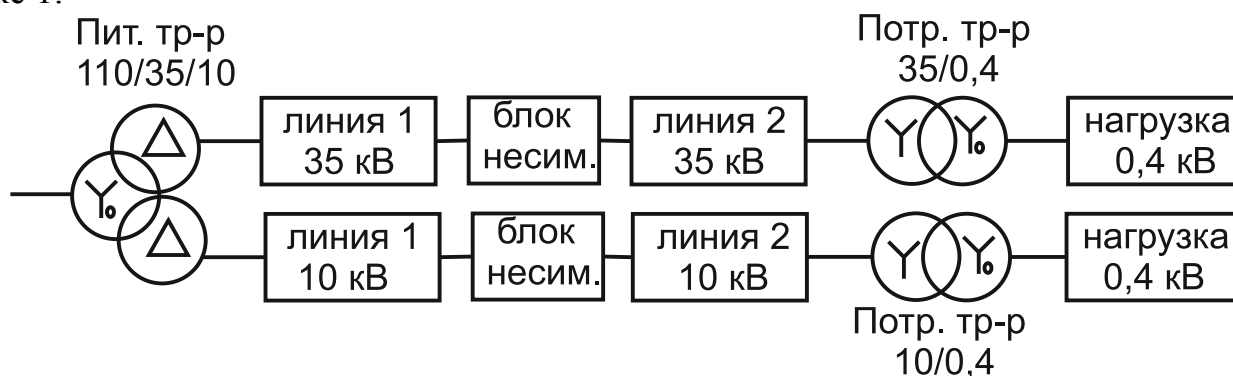 Пит. тр-р
110/35/10
Потр. тр-р
35/0,4
линия 1
35 кВ
блок
несим.
линия 2
35 кВ
нагрузка
0,4 кВ
линия 1
10 кВ
блок
несим.
линия 2
10 кВ
нагрузка
0,4 кВ
Потр. тр-р
10/0,4